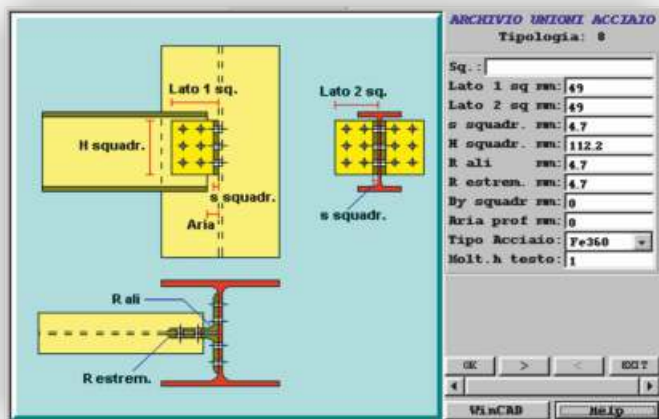 Lato 1 sq.
H squadr.
s squadr.
Aria
R ali
R estrem.
Lato 2 sq.
s squadr.
ARCHIVIO UNIONI ACCIAIO
Tipologia: 8
Sq.:
Lato 1 sq mm: 49
Lato 2 sq mm: 49
s squadr. mm: 4.7
H squadr. mm: 112.2
R ali mm: 4.7
R estrem. mm: 4.7
By squadr mm: 0
Aria prof mm: 0
Tipo Acciaio: Fe360
Molt.h testo: 1
OK > < EXIT
WinCAD Help